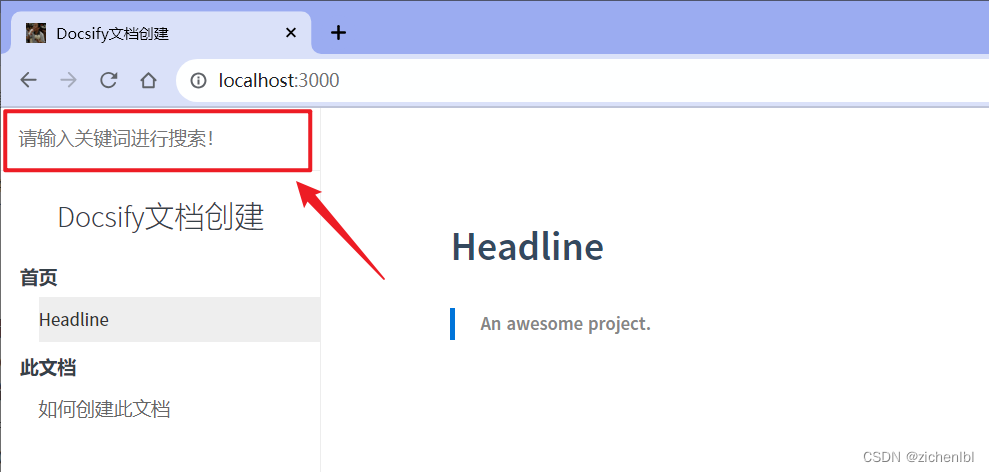 Docsify文档创建
localhost:3000
请输入关键词进行搜索!
Docsify文档创建
首页
Headline
此文档
如何创建此文档
Headline
An awesome project.
CSDN @zichenlbl